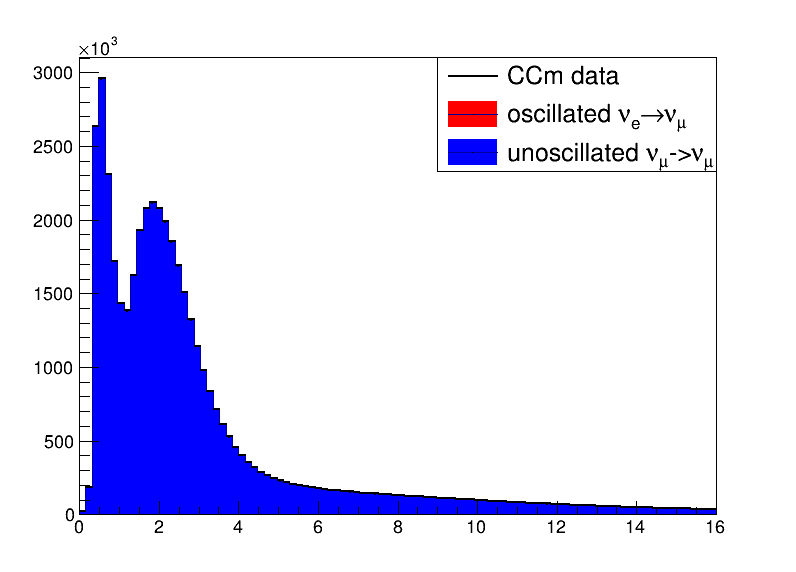 ×10³
3000
2500
2000
1500
1000
500
0
0 2 4 6 8 10 12 14 16
CCm data
oscillated νₑ→ν_μ
unoscillated ν_μ->ν_μ